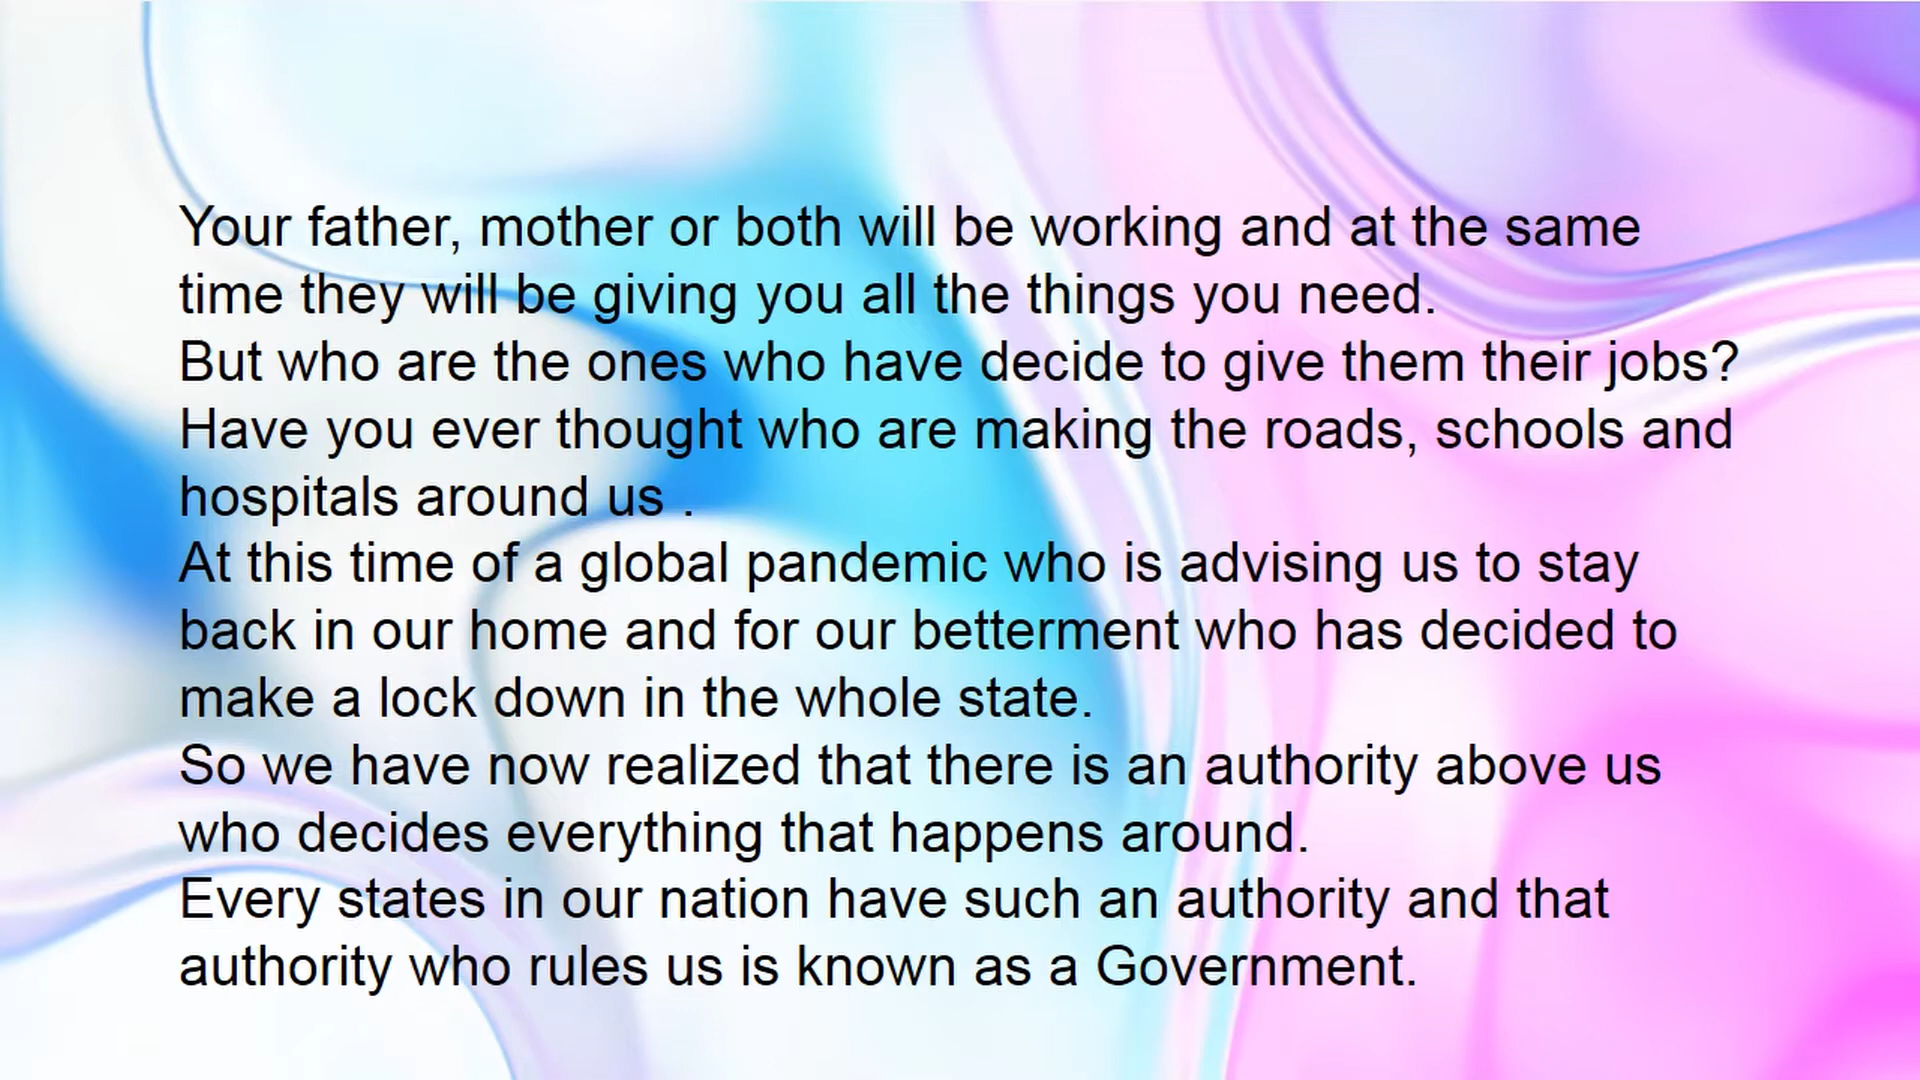 Your father, mother or both will be working and at the same
time they will be giving you all the things you need.
But who are the ones who have decide to give them their jobs?
Have you ever thought who are making the roads, schools and
hospitals around us .
At this time of a global pandemic who is advising us to stay
back in our home and for our betterment who has decided to
make a lock down in the whole state.
So we have now realized that there is an authority above us
who decides everything that happens around.
Every states in our nation have such an authority and that
authority who rules us is known as a Government.